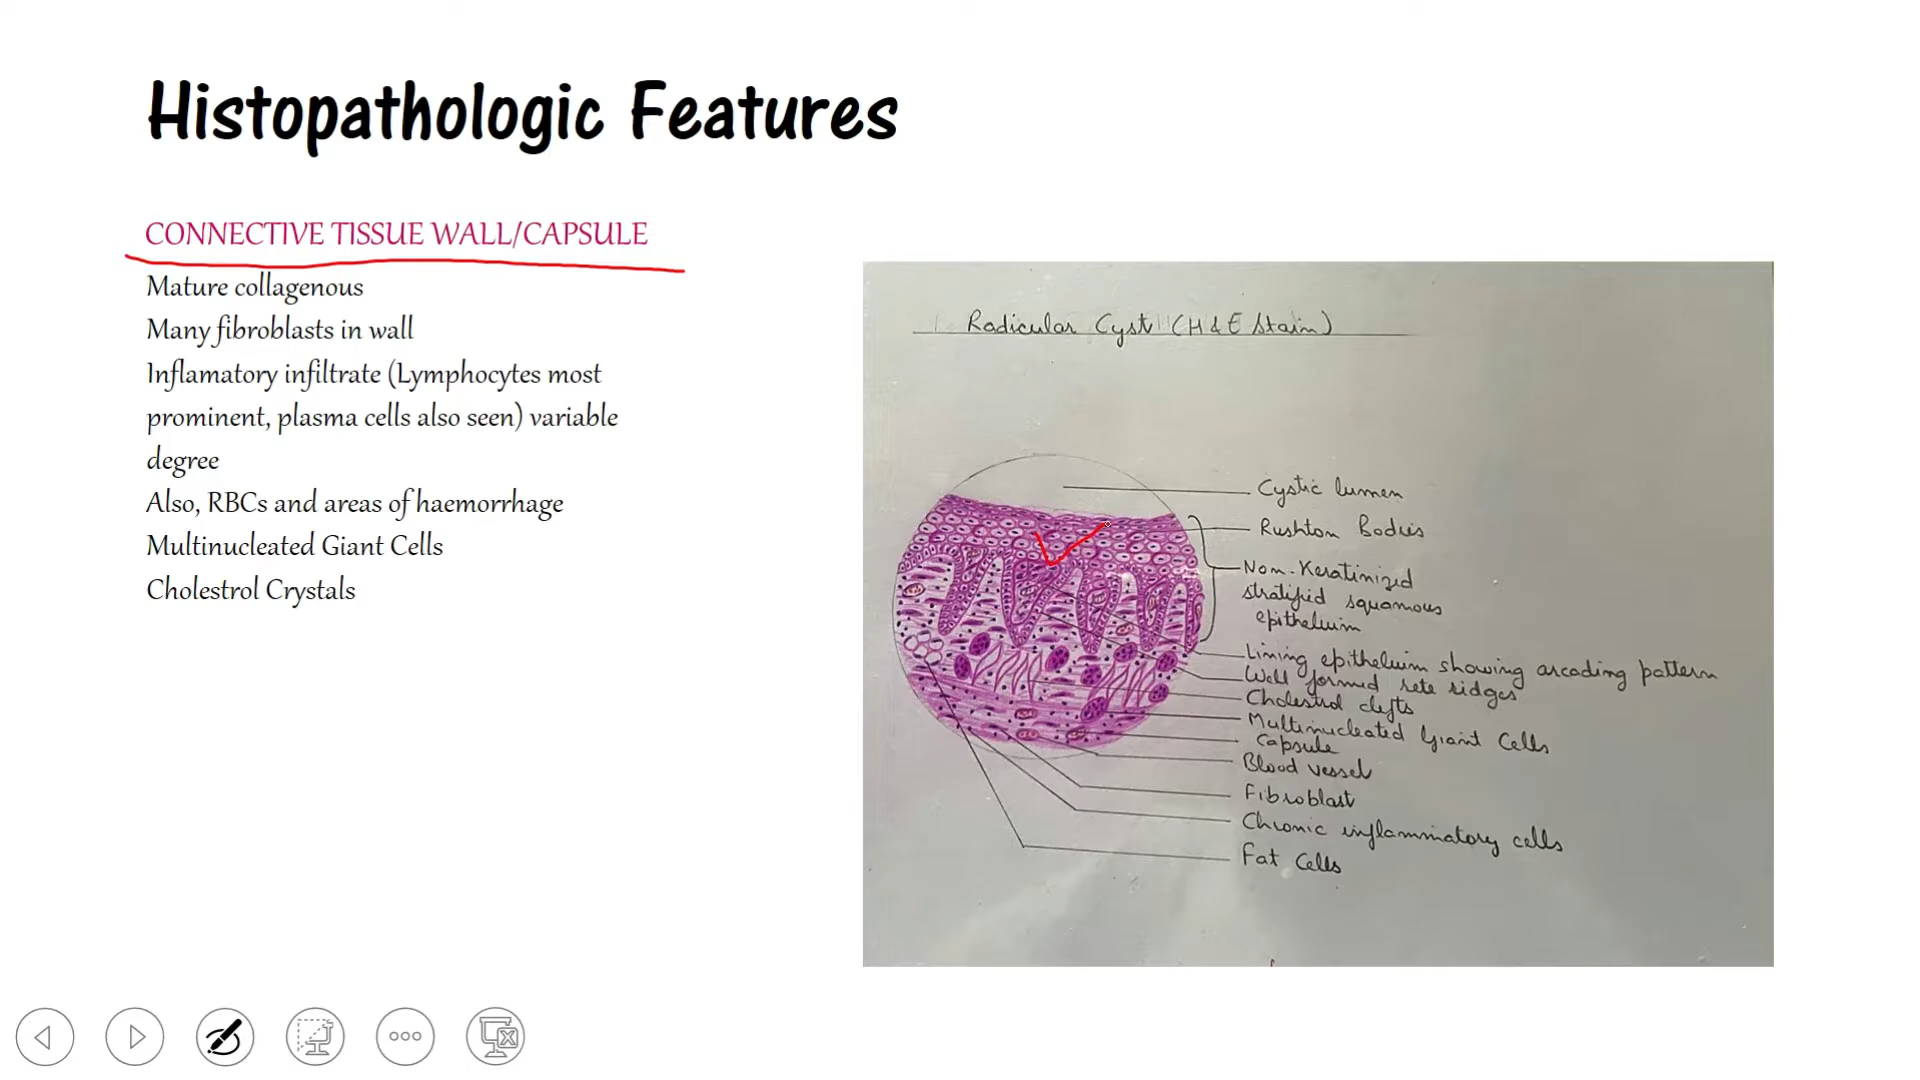 Histopathologic Features
CONNECTIVE TISSUE WALL/CAPSULE
Mature collagenous
Many fibroblasts in wall
Inflamatory infiltrate (Lymphocytes most
prominent, plasma cells also seen) variable
degree
Also, RBCs and areas of haemorrhage
Multinucleated Giant Cells
Cholestrol Crystals
Radicular Cyst (H & E Stain)
Cystic lumen
Rushton Bodies
Non-Keratinized
stratified squamous
epithelium
Lining epithelium showing arcading pattern
Well formed rete ridges
Cholestrol clefts
Multinucleated Giant Cells
Capsule
Blood vessel
Fibroblast
Chronic inflammatory cells
Fat Cells